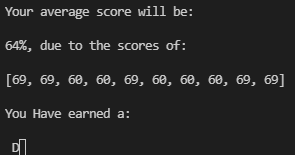 Your average score will be:
64%, due to the scores of:
[69, 69, 60, 60, 69, 60, 60, 60, 69, 69]
You Have earned a:
D